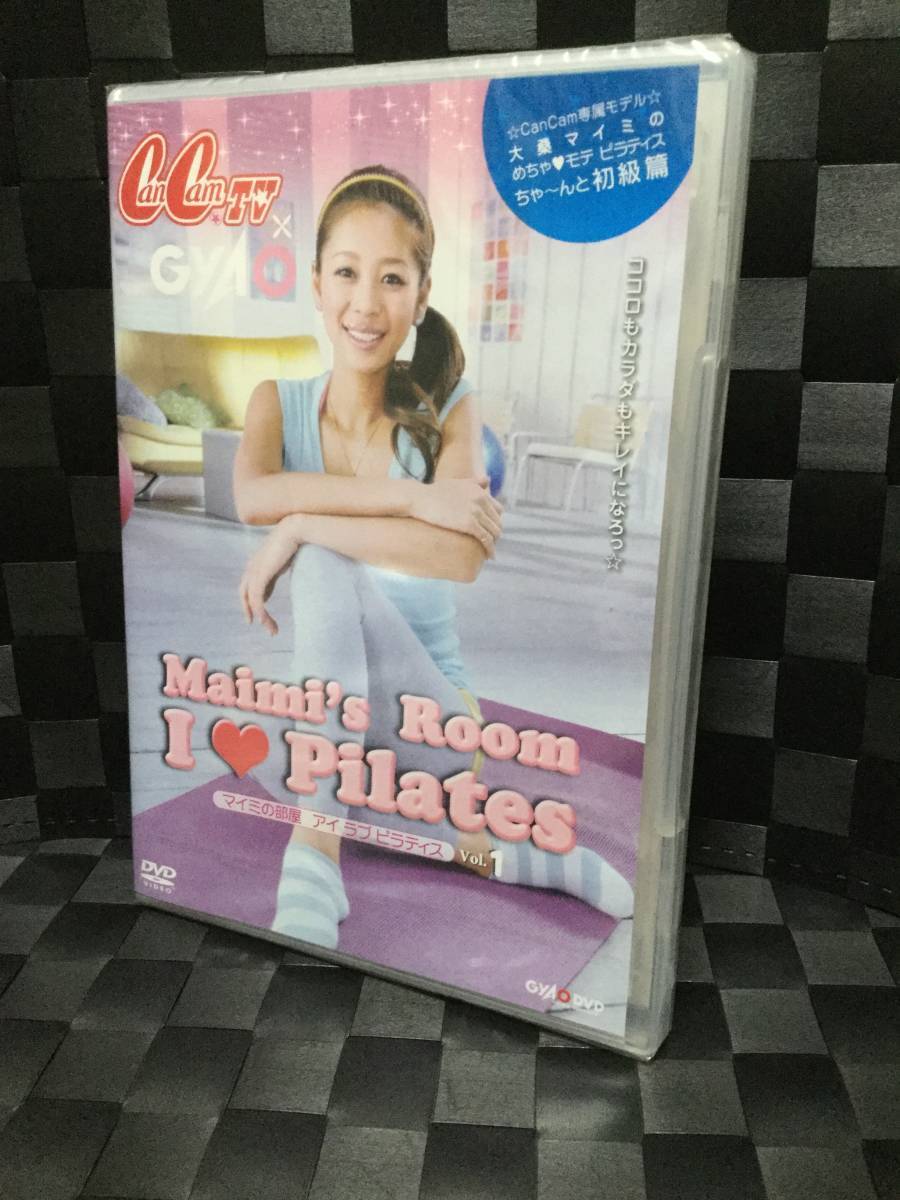 ☆CanCam専属モデル☆
大桑マイミの
めちゃ♥モテ ピラティス
ちゃ～んと初級篇
CanCam.TV
×
GYAO
ココロもカラダもキレイになろっ☆
Maimi's Room
I ♥ Pilates
マイミの部屋 アイ ラブ ピラティス
Vol.1
DVD
VIDEO
GYAO DVD